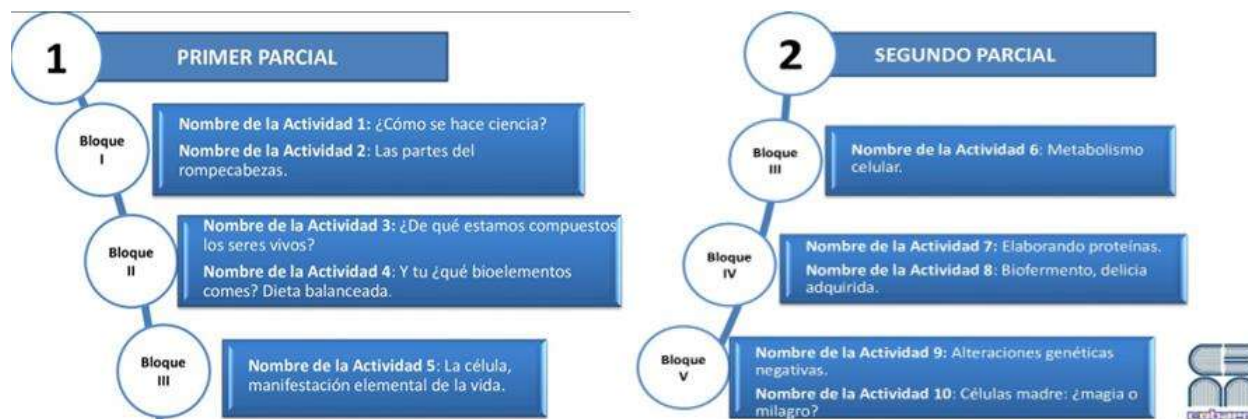 1
PRIMER PARCIAL
Bloque
I
Nombre de la Actividad 1: ¿Cómo se hace ciencia?
Nombre de la Actividad 2: Las partes del
rompecabezas.
Bloque
II
Nombre de la Actividad 3: ¿De qué estamos compuestos
los seres vivos?
Nombre de la Actividad 4: Y tu ¿qué bioelementos
comes? Dieta balanceada.
Bloque
III
Nombre de la Actividad 5: La célula,
manifestación elemental de la vida.
2
SEGUNDO PARCIAL
Bloque
III
Nombre de la Actividad 6: Metabolismo
celular.
Bloque
IV
Nombre de la Actividad 7: Elaborando proteínas.
Nombre de la Actividad 8: Biofermento, delicia
adquirida.
Bloque
V
Nombre de la Actividad 9: Alteraciones genéticas
negativas.
Nombre de la Actividad 10: Células madre: ¿magia o
milagro?